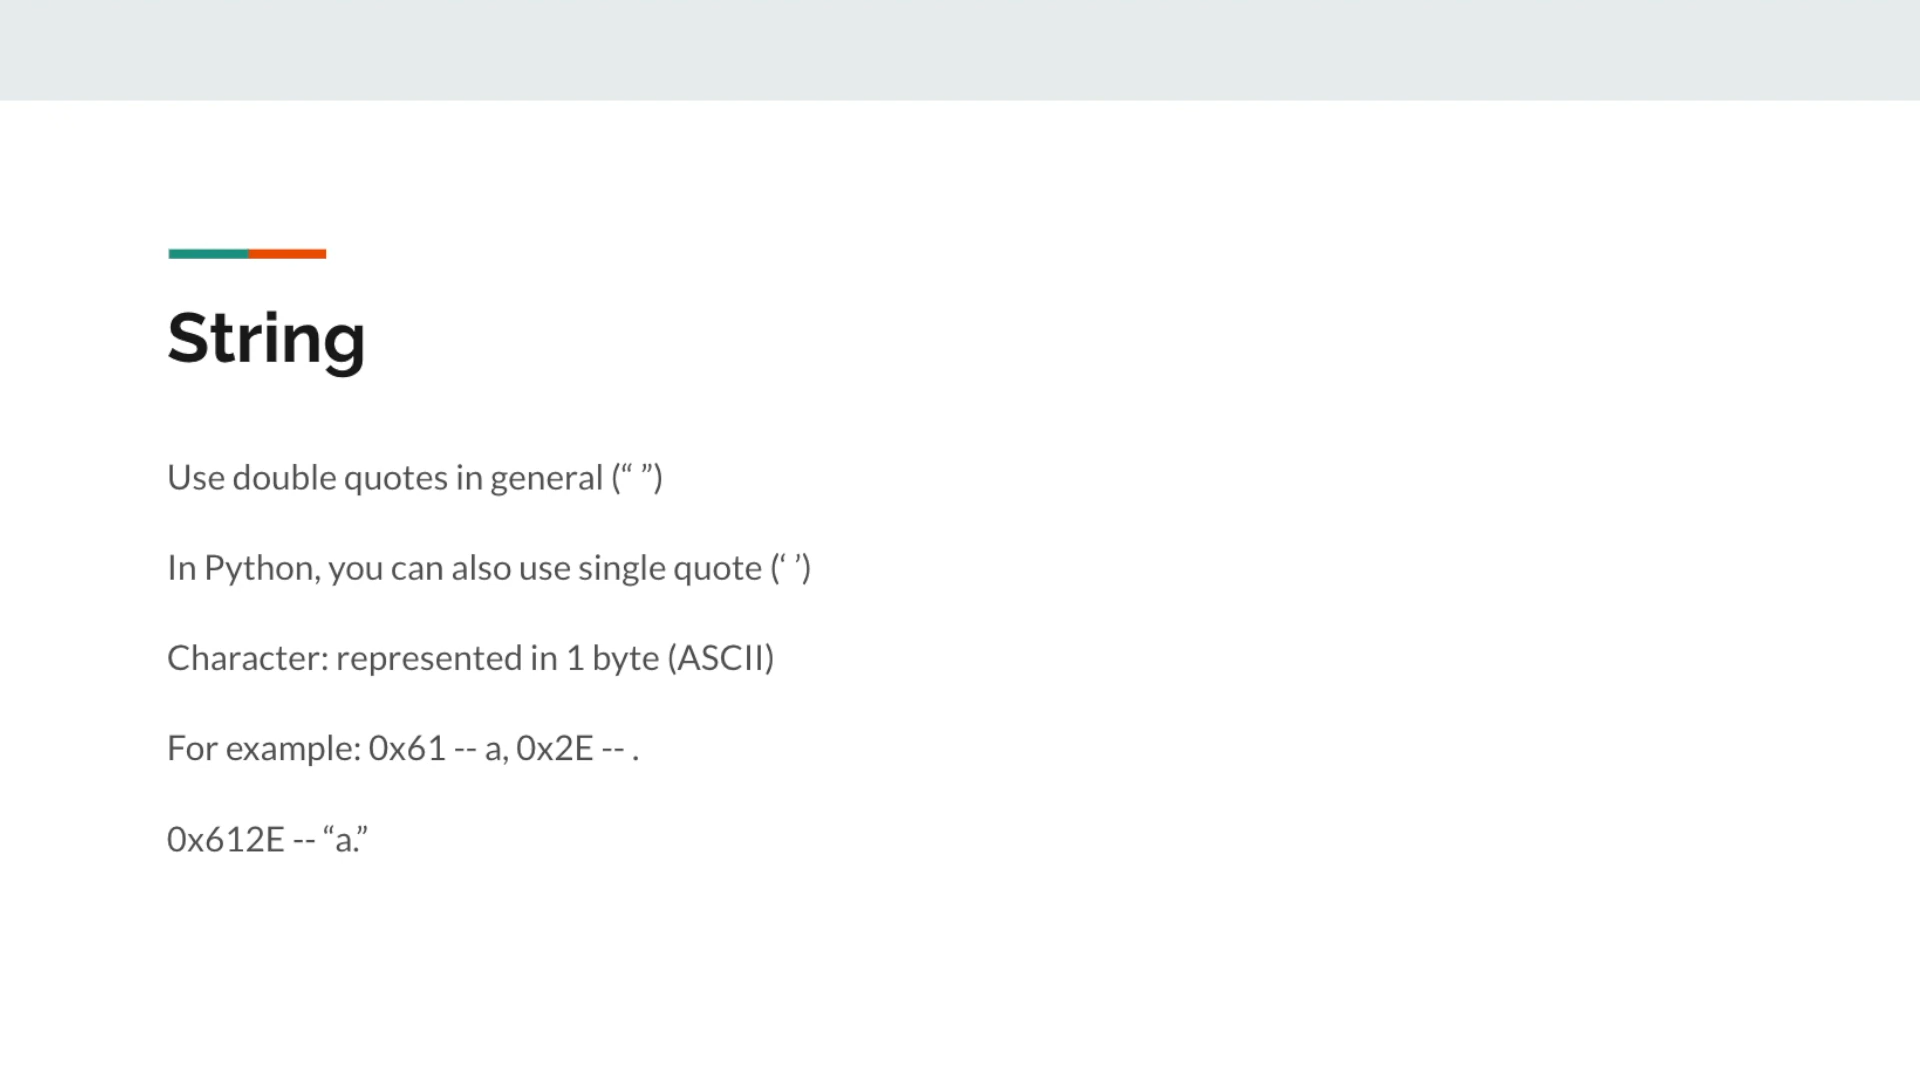 String
Use double quotes in general (“ ”)
In Python, you can also use single quote (‘ ’)
Character: represented in 1 byte (ASCII)
For example: 0x61 -- a, 0x2E -- .
0x612E -- “a.”